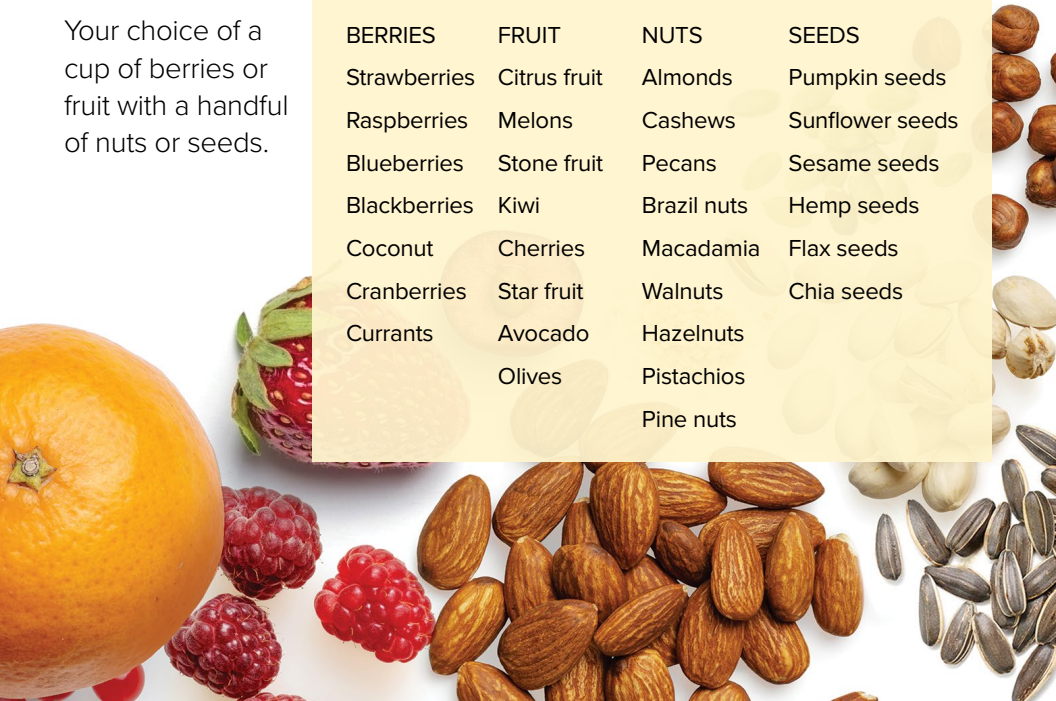 Your choice of a
cup of berries or
fruit with a handful
of nuts or seeds.
BERRIES
Strawberries
Raspberries
Blueberries
Blackberries
Coconut
Cranberries
Currants
FRUIT
Citrus fruit
Melons
Stone fruit
Kiwi
Cherries
Star fruit
Avocado
Olives
NUTS
Almonds
Cashews
Pecans
Brazil nuts
Macadamia
Walnuts
Hazelnuts
Pistachios
Pine nuts
SEEDS
Pumpkin seeds
Sunflower seeds
Sesame seeds
Hemp seeds
Flax seeds
Chia seeds